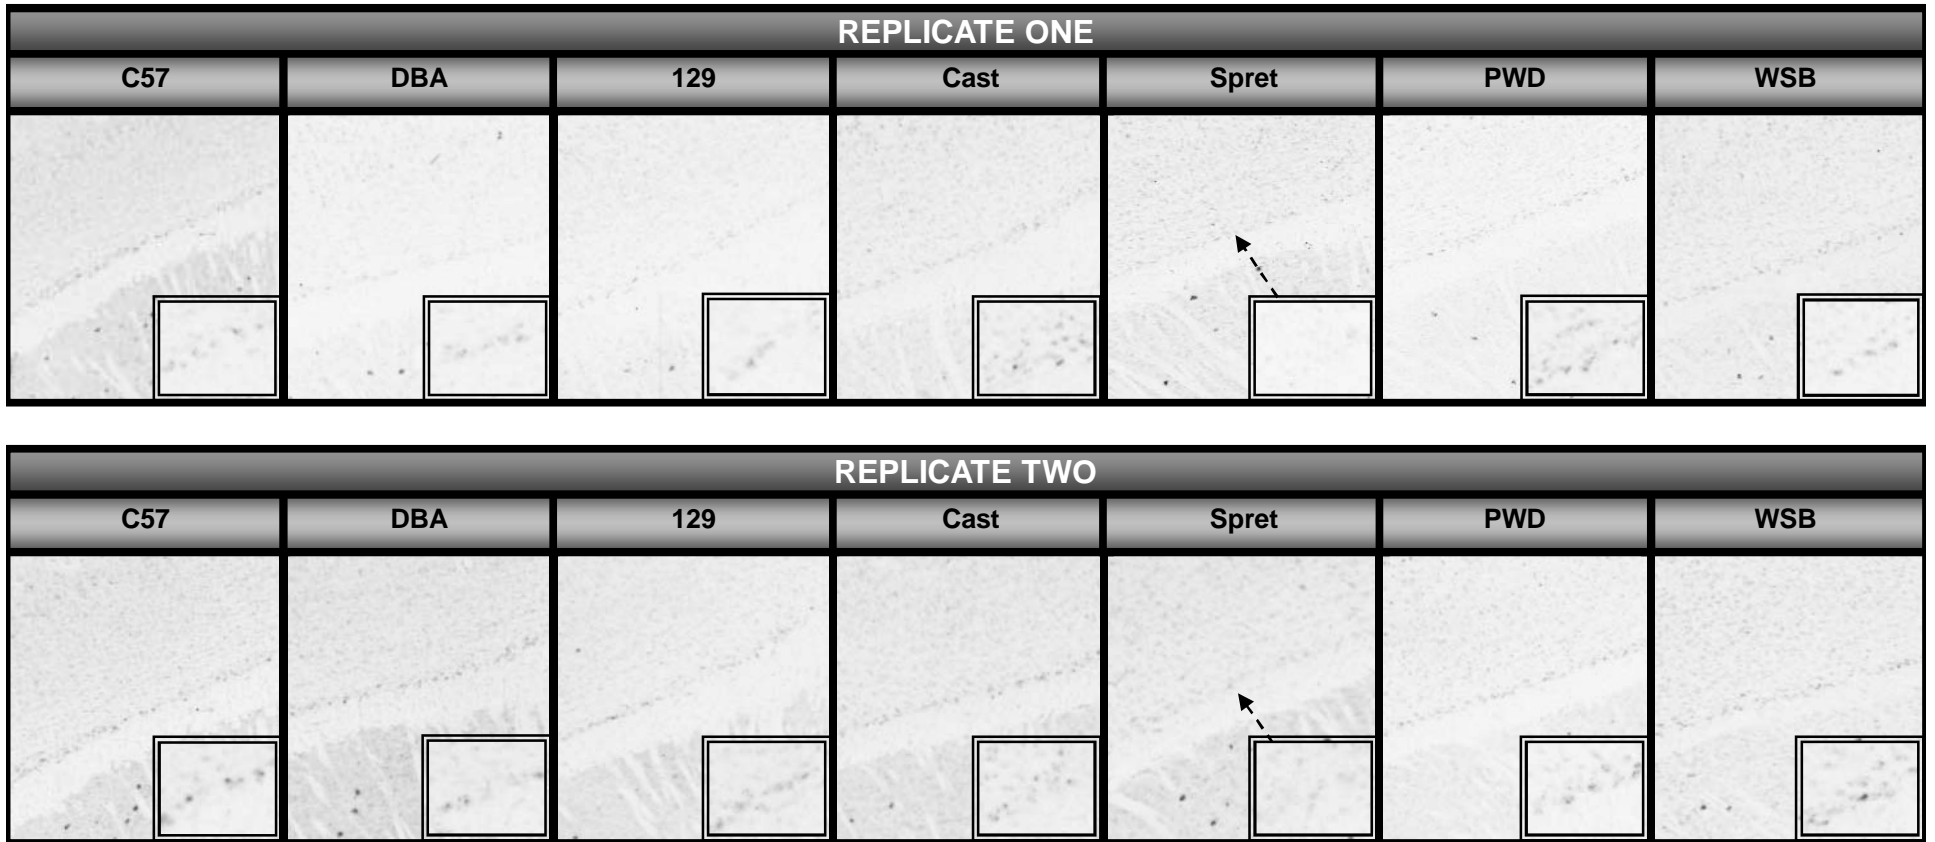 REPLICATE ONE
C57 DBA 129 Cast Spret PWD WSB
REPLICATE TWO
C57 DBA 129 Cast Spret PWD WSB